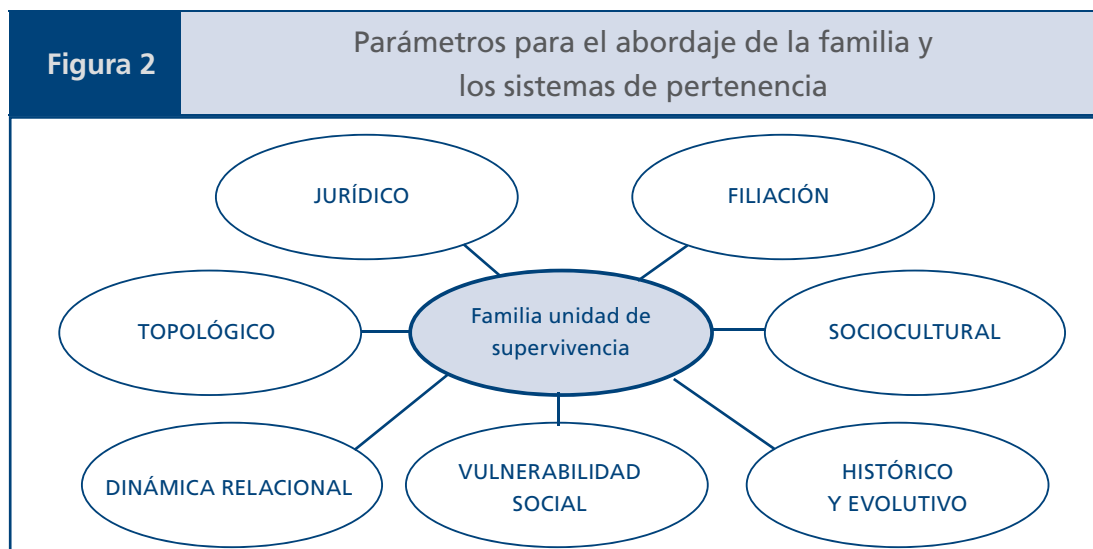 Figura 2
Parámetros para el abordaje de la familia y
los sistemas de pertenencia
JURÍDICO
FILIACIÓN
TOPOLÓGICO
Familia unidad de
supervivencia
SOCIOCULTURAL
DINÁMICA RELACIONAL
VULNERABILIDAD
SOCIAL
HISTÓRICO
Y EVOLUTIVO